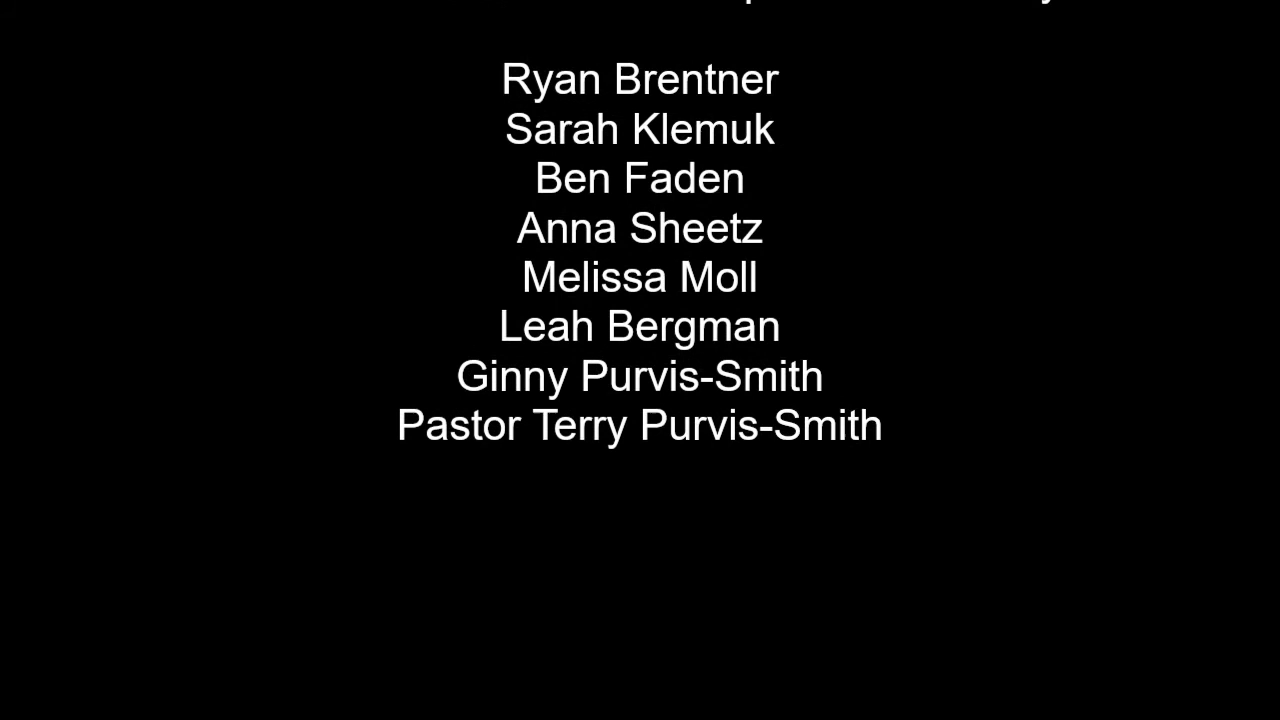 Ryan Brentner
Sarah Klemuk
Ben Faden
Anna Sheetz
Melissa Moll
Leah Bergman
Ginny Purvis-Smith
Pastor Terry Purvis-Smith